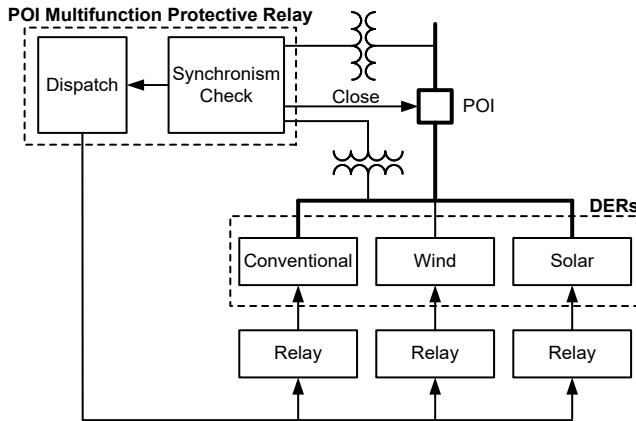 POI Multifunction Protective Relay
Dispatch
Synchronism
Check
Close
POI
DERs
Conventional
Wind
Solar
Relay
Relay
Relay